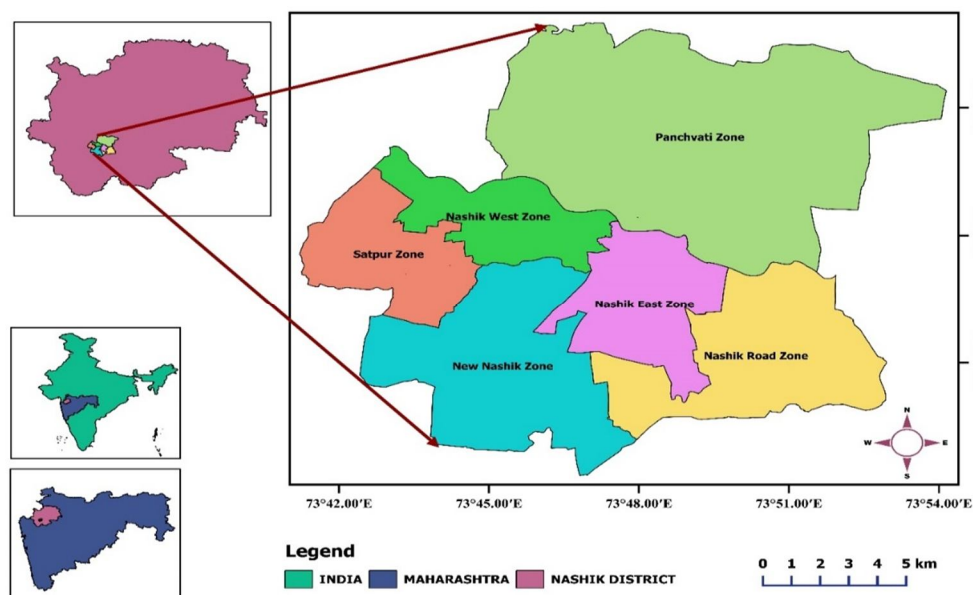 Panchvati Zone
Nashik West Zone
Satpur Zone
Nashik East Zone
New Nashik Zone
Nashik Road Zone
N
W E
S
73°42.00'E 73°45.00'E 73°48.00'E 73°51.00'E 73°54.00'E
Legend
INDIA MAHARASHTRA NASHIK DISTRICT
0 1 2 3 4 5 km